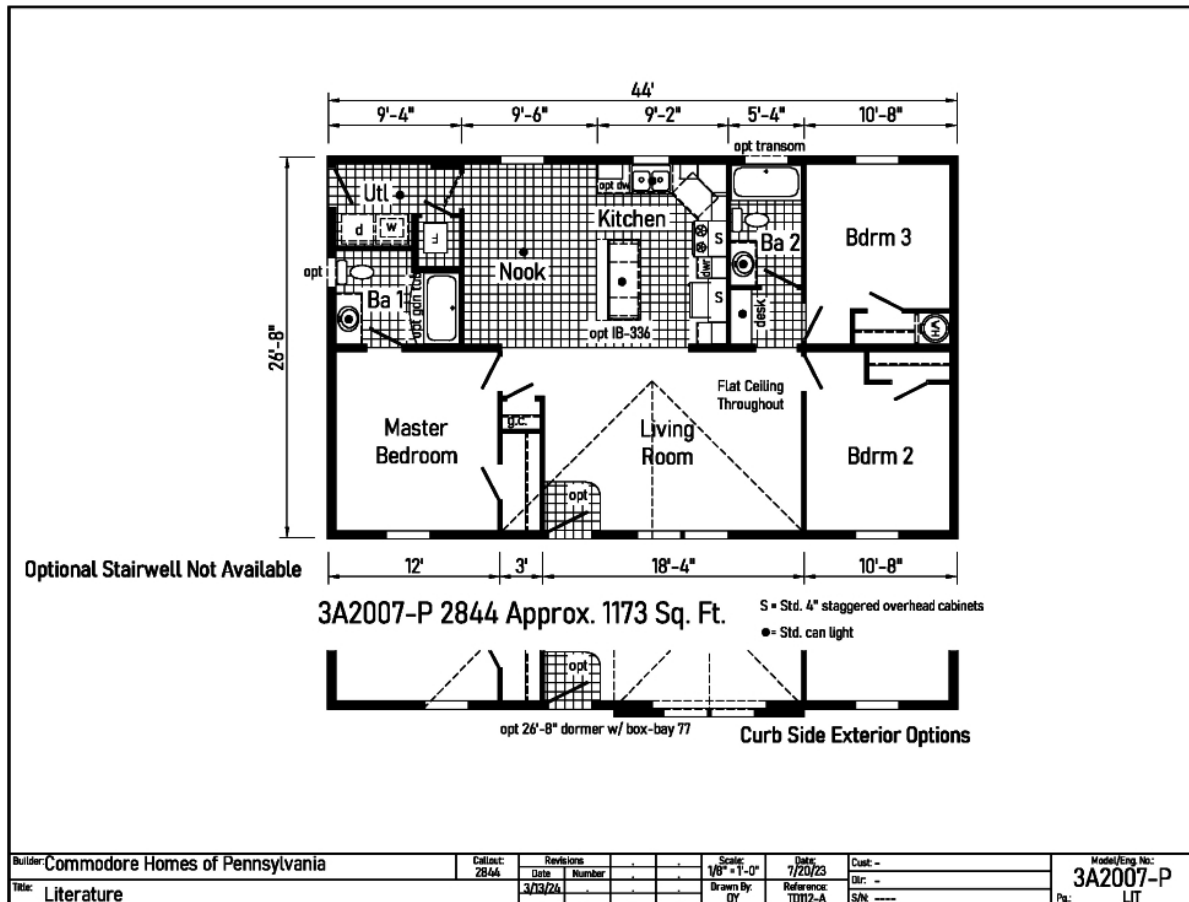 44'
9'-4" 9'-6" 9'-2" 5'-4" 10'-8"
opt transom
26'-8"
Utl
d w
F
opt dw
Kitchen
S
Nook
dwr
S
Ba 2
Bdrm 3
opt
Ba 1
opt gdn tub
desk
opt IB-336
WH
Master
Bedroom
g.c.
Flat Ceiling
Throughout
Living
Room
opt
Bdrm 2
12' 3' 18'-4" 10'-8"
Optional Stairwell Not Available
3A2007-P 2844 Approx. 1173 Sq. Ft.
S = Std. 4" staggered overhead cabinets
●= Std. can light
opt
opt 26'-8" dormer w/ box-bay 77
Curb Side Exterior Options
Builder: Commodore Homes of Pennsylvania
Title: Literature
Callout:
2844
Revisions
Date Number
3/13/24
Scale:
1/8" = 1'-0"
Drawn By:
DY
Date:
7/20/23
Reference:
TD112-A
Cust: -
Dlr: -
S/N: ----
Model/Eng. No.:
3A2007-P
Pg.: LIT